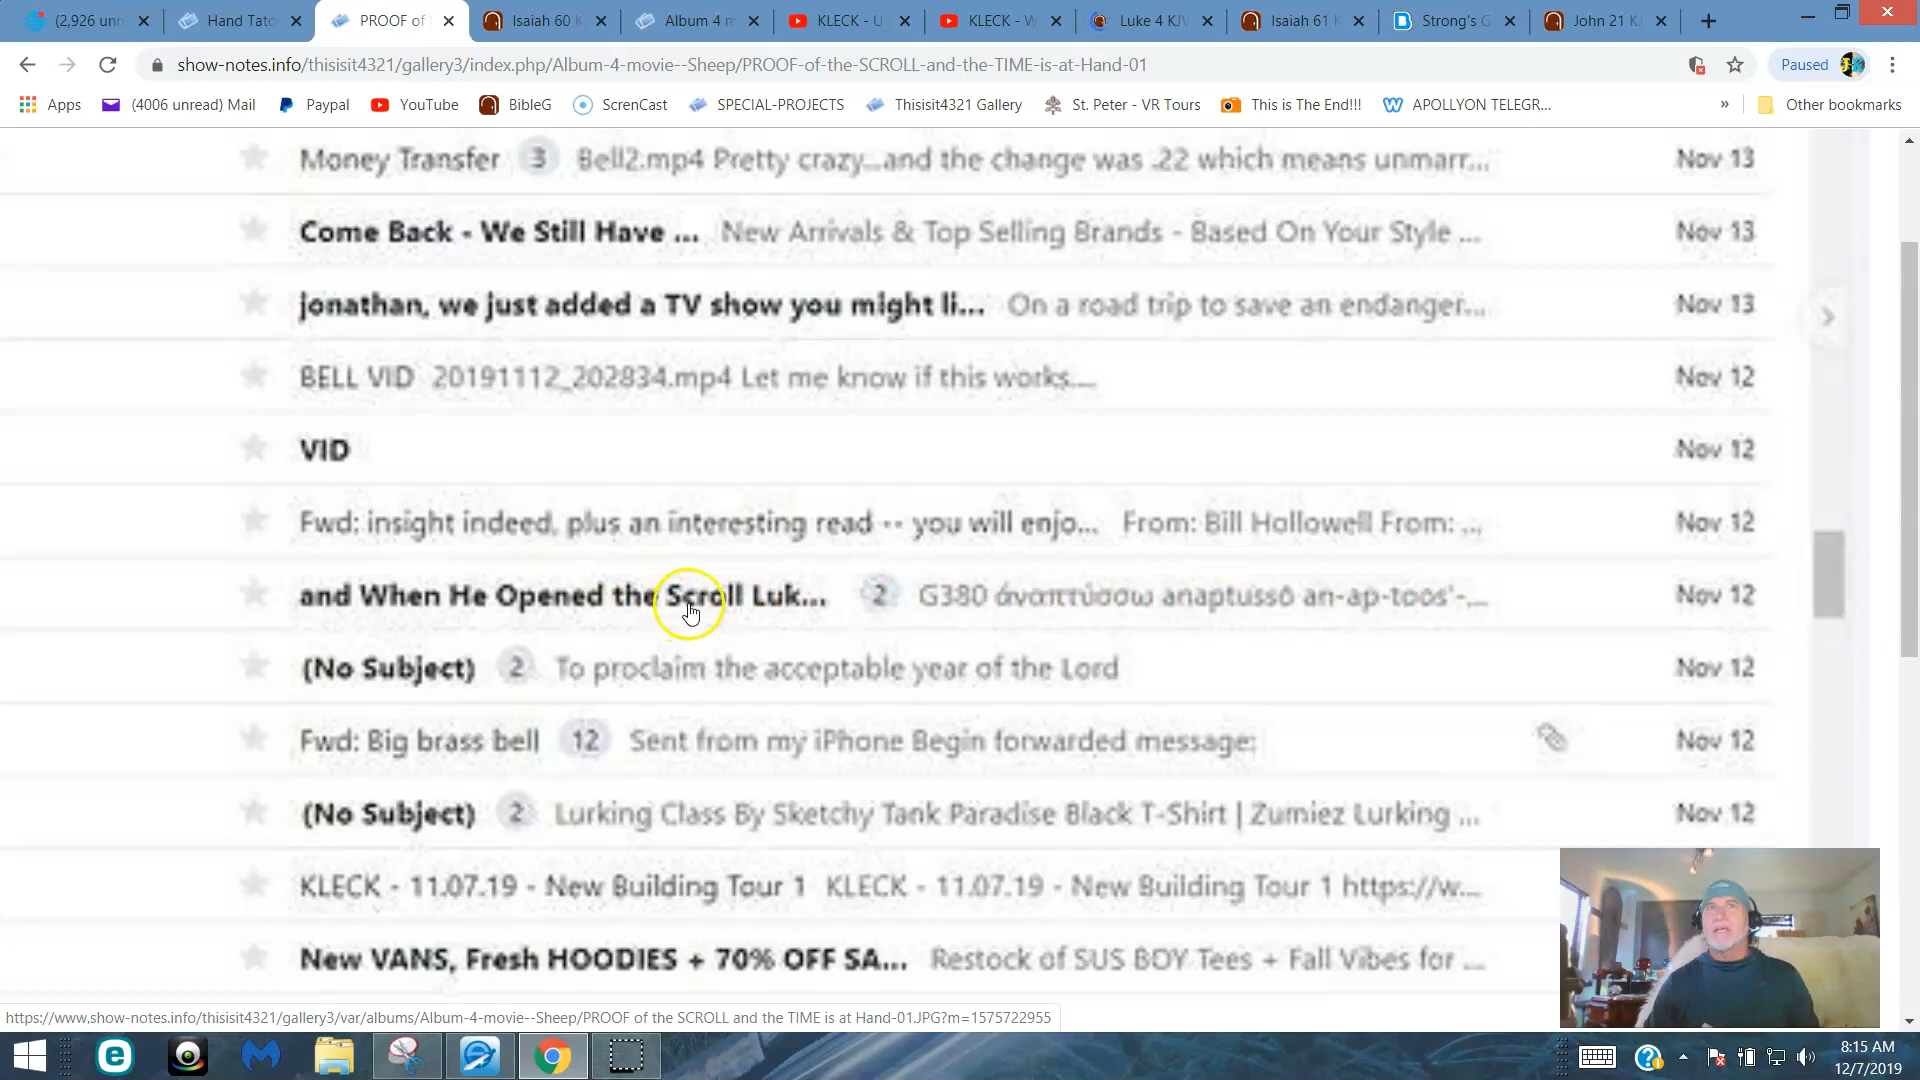 (2,926 unre
Hand Tato
PROOF of
Isaiah 60 K
Album 4 m
KLECK - U
KLECK - W
Luke 4 KJV
Isaiah 61 K
Strong's G
John 21 KJ
show-notes.info/thisisit4321/gallery3/index.php/Album-4-movie--Sheep/PROOF-of-the-SCROLL-and-the-TIME-is-at-Hand-01
Paused
Apps (4006 unread) Mail Paypal YouTube BibleG ScrenCast SPECIAL-PROJECTS Thisisit4321 Gallery St. Peter - VR Tours This is The End!!! APOLLYON TELEGR... » Other bookmarks
Money Transfer 3 Bell2.mp4 Pretty crazy...and the change was .22 which means unmarr... Nov 13
Come Back - We Still Have ... New Arrivals & Top Selling Brands - Based On Your Style ... Nov 13
jonathan, we just added a TV show you might li... On a road trip to save an endanger... Nov 13
BELL VID 20191112_202834.mp4 Let me know if this works.... Nov 12
VID Nov 12
Fwd: insight indeed, plus an interesting read -- you will enjo... From: Bill Hollowell From: ... Nov 12
and When He Opened the Scroll Luk... 2 G380 ἀναπτύσσω anaptussō an-ap-toos'-... Nov 12
(No Subject) 2 To proclaim the acceptable year of the Lord Nov 12
Fwd: Big brass bell 12 Sent from my iPhone Begin forwarded message: Nov 12
(No Subject) 2 Lurking Class By Sketchy Tank Paradise Black T-Shirt | Zumiez Lurking ... Nov 12
KLECK - 11.07.19 - New Building Tour 1 KLECK - 11.07.19 - New Building Tour 1 https://w...
New VANS, Fresh HOODIES + 70% OFF SA... Restock of SUS BOY Tees + Fall Vibes for ...
https://www.show-notes.info/thisisit4321/gallery3/var/albums/Album-4-movie--Sheep/PROOF of the SCROLL and the TIME is at Hand-01.JPG?m=1575722955
8:15 AM
12/7/2019